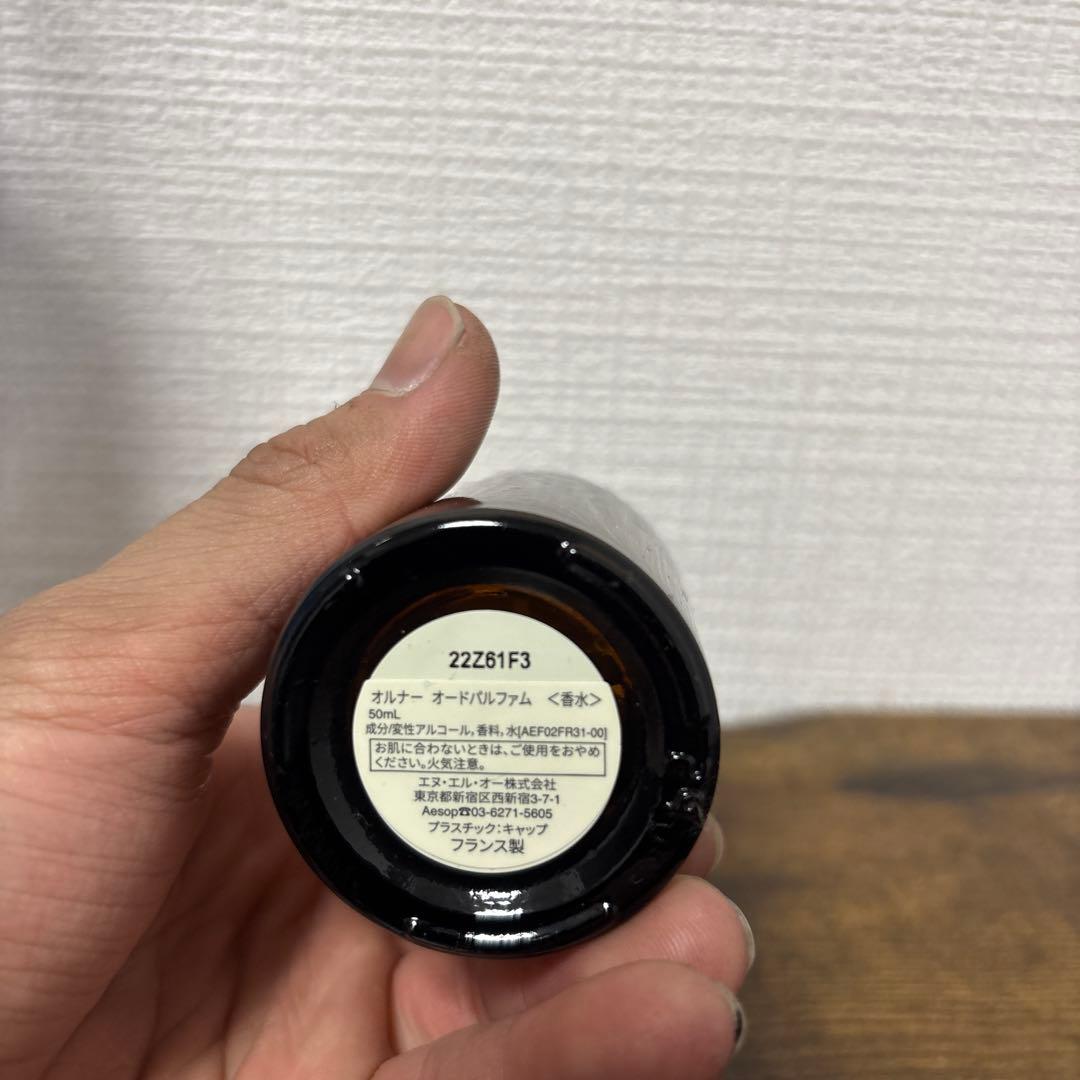 22Z61F3
オルナー オードパルファム <香水>
50mL
成分/変性アルコール,香料,水[AEF02FR31-00]
お肌に合わないときは、ご使用をおやめ
ください。火気注意。
エヌ・エル・オー株式会社
東京都新宿区西新宿3-7-1
Aesop☎03-6271-5605
プラスチック:キャップ
フランス製